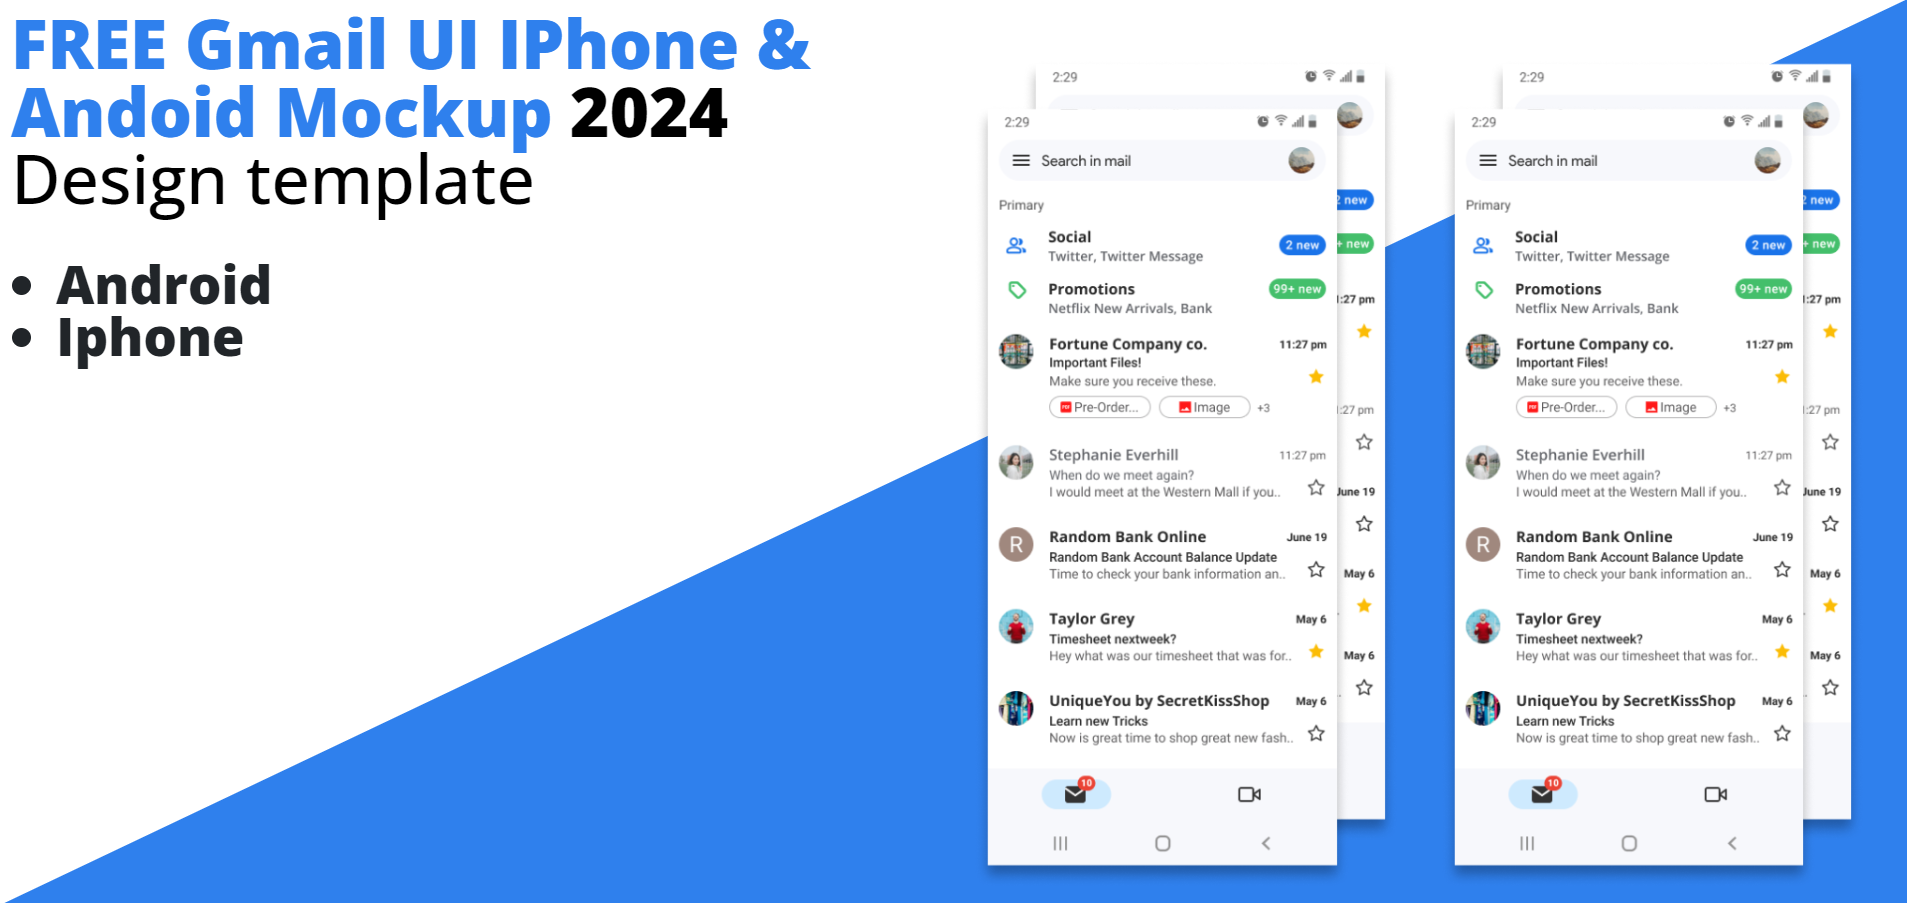 FREE Gmail UI IPhone &
Andoid Mockup 2024
Design template
• Android
• Iphone
2:29
2 new
+ new
:27 pm
:27 pm
June 19
May 6
May 6
2:29
Search in mail
Primary
Social
2 new
Twitter, Twitter Message
Promotions
99+ new
Netflix New Arrivals, Bank
Fortune Company co.
11:27 pm
Important Files!
Make sure you receive these.
PDF Pre-Order...
Image
+3
Stephanie Everhill
11:27 pm
When do we meet again?
I would meet at the Western Mall if you..
R
Random Bank Online
June 19
Random Bank Account Balance Update
Time to check your bank information an..
Taylor Grey
May 6
Timesheet nextweek?
Hey what was our timesheet that was for..
UniqueYou by SecretKissShop
May 6
Learn new Tricks
Now is great time to shop great new fash..
10
2:29
2 new
+ new
:27 pm
:27 pm
June 19
May 6
May 6
2:29
Search in mail
Primary
Social
2 new
Twitter, Twitter Message
Promotions
99+ new
Netflix New Arrivals, Bank
Fortune Company co.
11:27 pm
Important Files!
Make sure you receive these.
PDF Pre-Order...
Image
+3
Stephanie Everhill
11:27 pm
When do we meet again?
I would meet at the Western Mall if you..
R
Random Bank Online
June 19
Random Bank Account Balance Update
Time to check your bank information an..
Taylor Grey
May 6
Timesheet nextweek?
Hey what was our timesheet that was for..
UniqueYou by SecretKissShop
May 6
Learn new Tricks
Now is great time to shop great new fash..
10